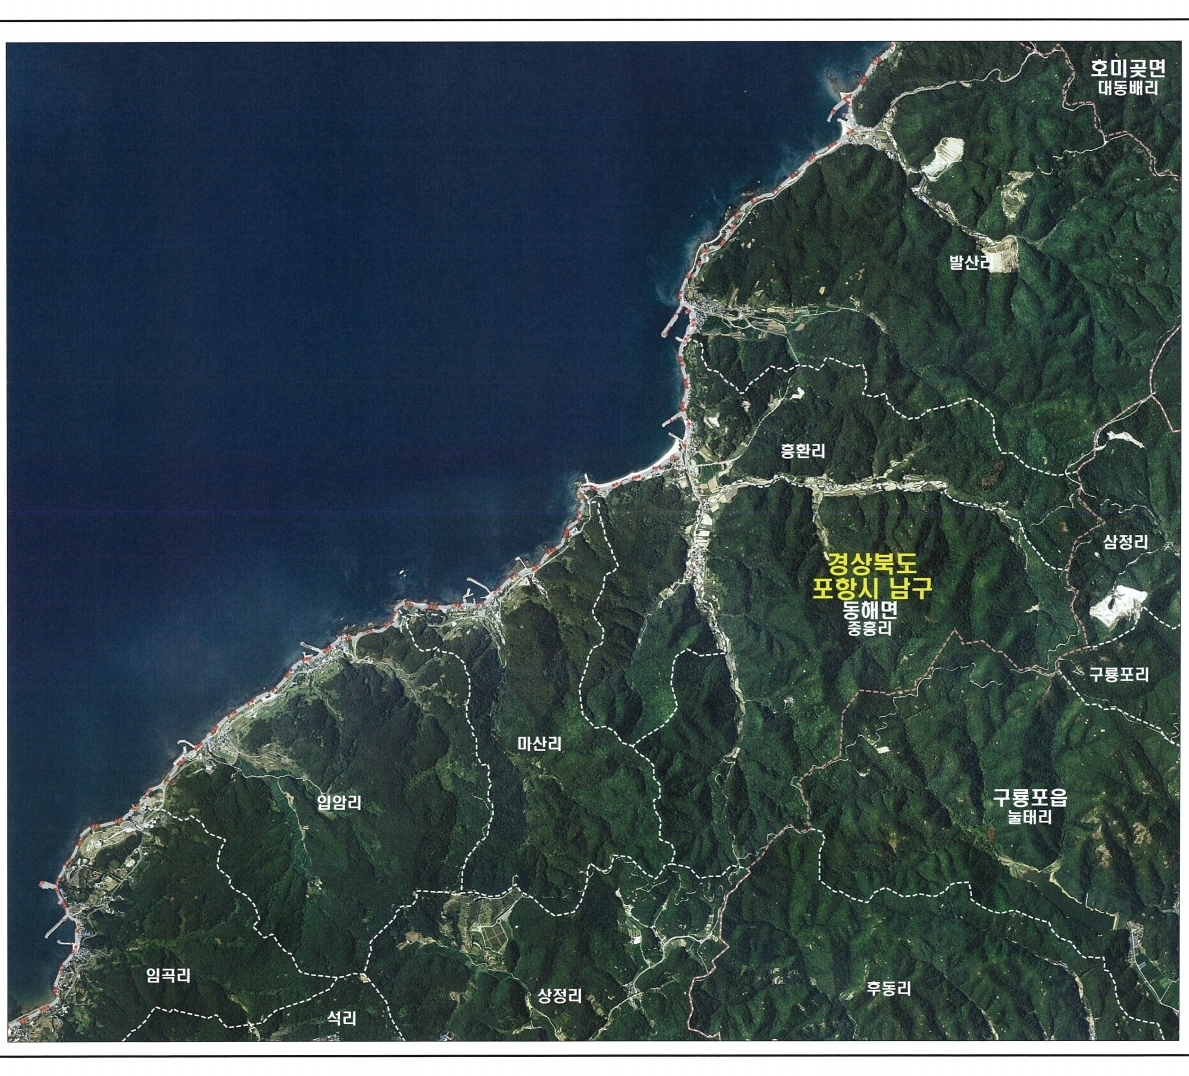 호미곶면
대동배리
발산리
흥환리
삼정리
경상북도
포항시 남구
동해면
중흥리
구룡포리
마산리
구룡포읍
눌태리
입암리
임곡리
상정리
후동리
석리